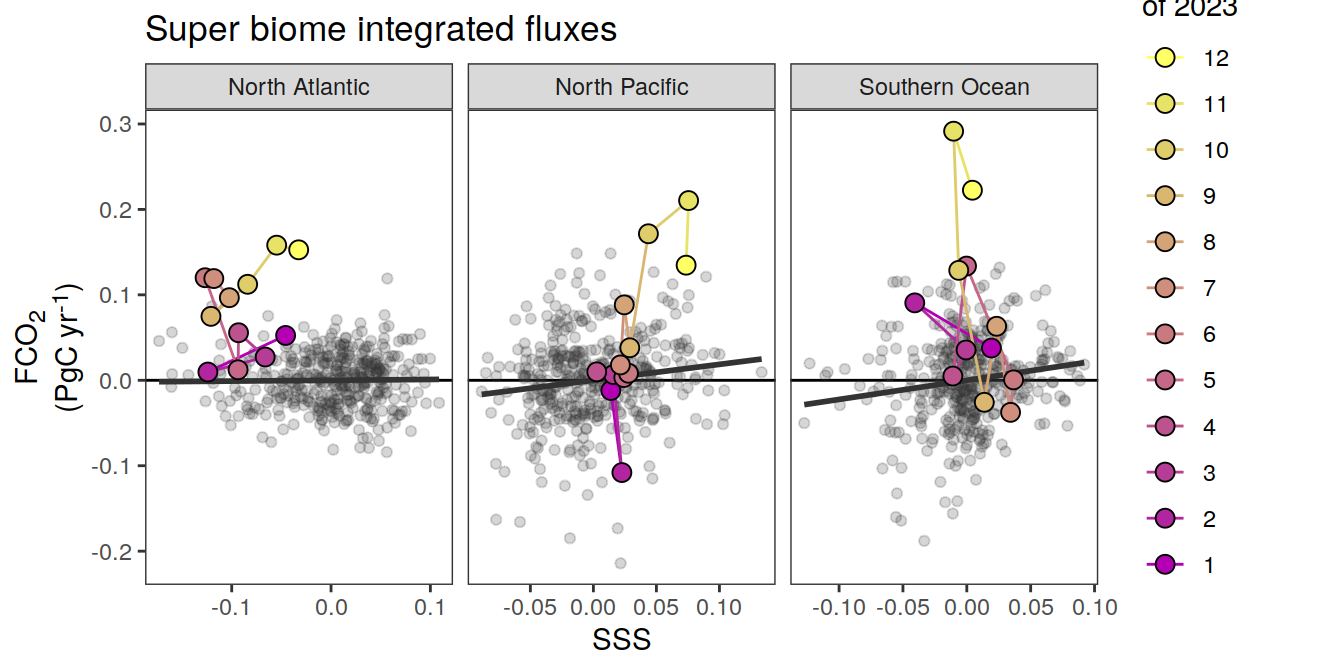 Super biome integrated fluxes
of 2023
North Atlantic
North Pacific
Southern Ocean
12
11
10
9
8
7
6
5
4
3
2
1
FCO₂
(PgC yr⁻¹)
0.3
0.2
0.1
0.0
-0.1
-0.2
-0.1 0.0 0.1
-0.05 0.00 0.05 0.10
-0.10 -0.05 0.00 0.05 0.10
SSS